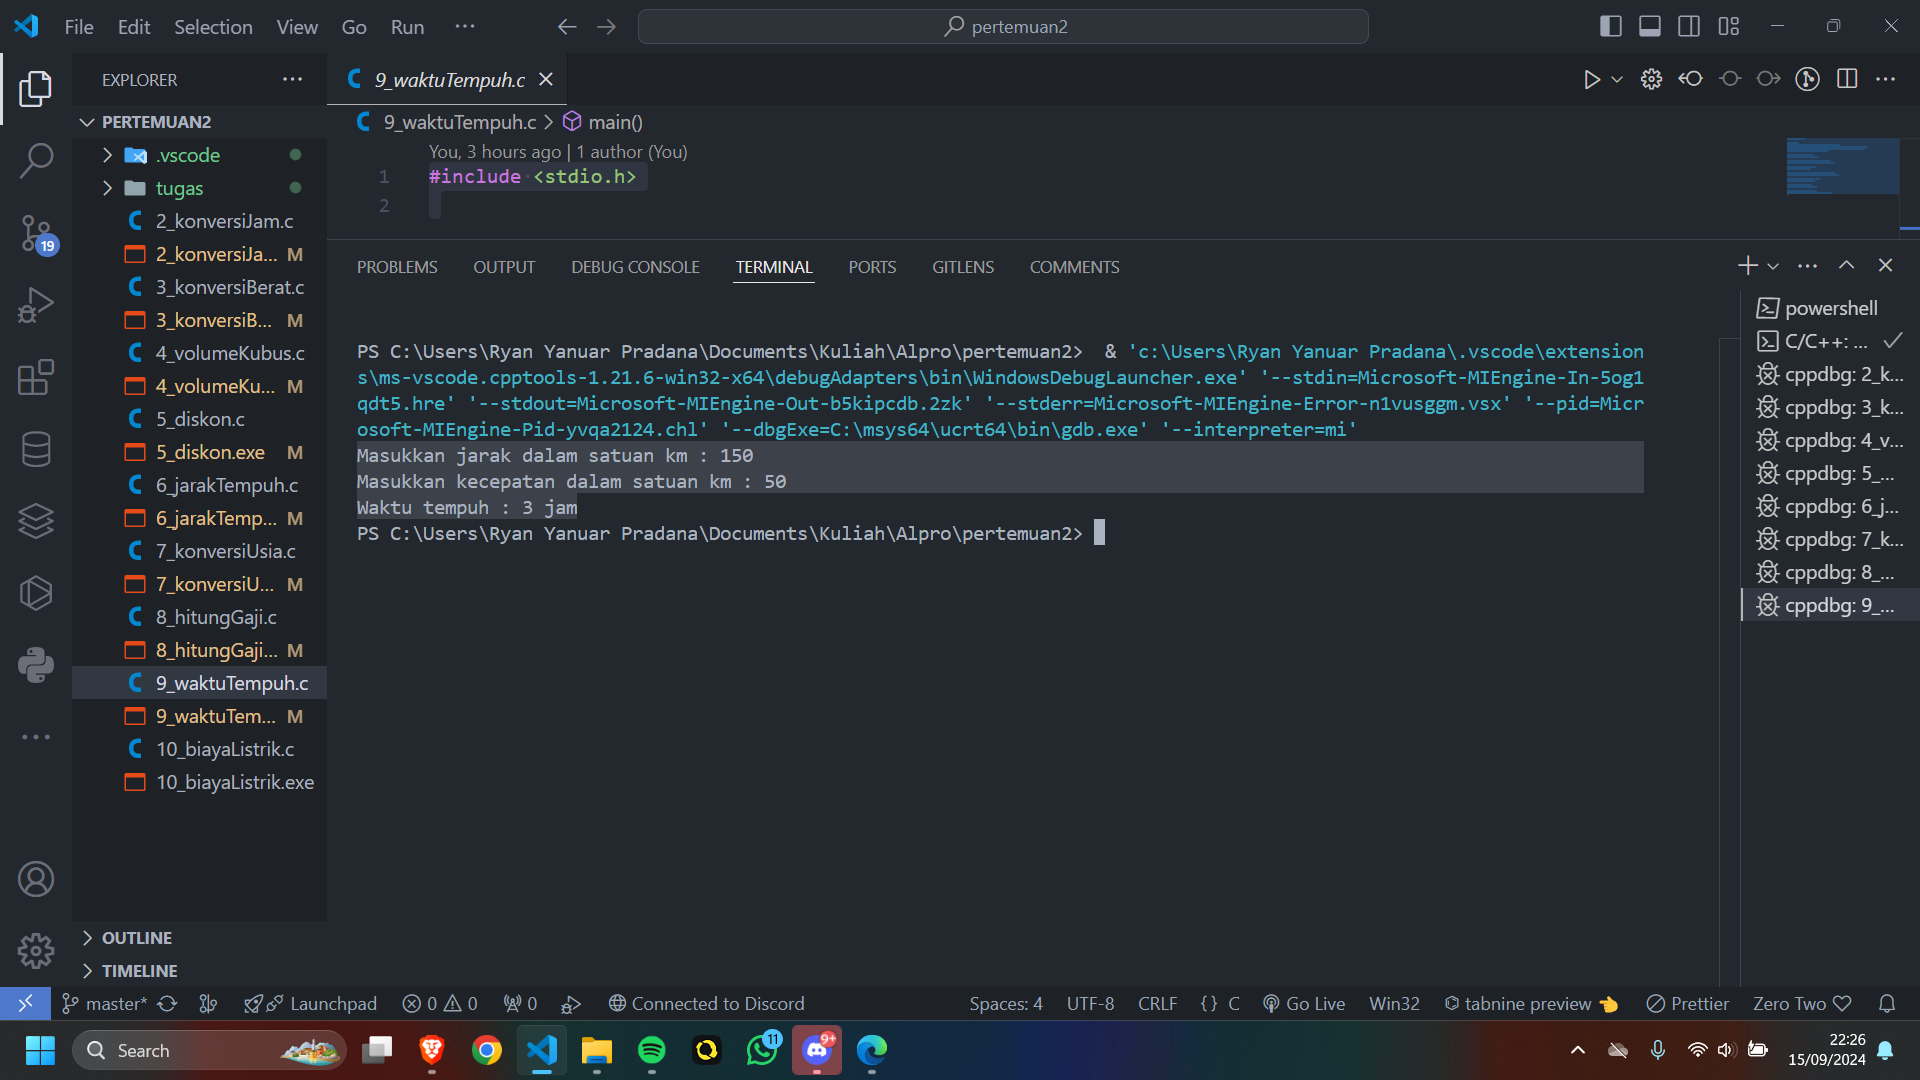 File Edit Selection View Go Run ···
pertemuan2
EXPLORER
PERTEMUAN2
.vscode
tugas
2_konversiJam.c
2_konversiJa... M
3_konversiBerat.c
3_konversiB... M
4_volumeKubus.c
4_volumeKu... M
5_diskon.c
5_diskon.exe M
6_jarakTempuh.c
6_jarakTemp... M
7_konversiUsia.c
7_konversiU... M
8_hitungGaji.c
8_hitungGaji... M
9_waktuTempuh.c
9_waktuTem... M
10_biayaListrik.c
10_biayaListrik.exe
OUTLINE
TIMELINE
19
9_waktuTempuh.c
9_waktuTempuh.c > main()
You, 3 hours ago | 1 author (You)
1 #include <stdio.h>
2
PROBLEMS OUTPUT DEBUG CONSOLE TERMINAL PORTS GITLENS COMMENTS
PS C:\Users\Ryan Yanuar Pradana\Documents\Kuliah\Alpro\pertemuan2>  & 'c:\Users\Ryan Yanuar Pradana\.vscode\extension
s\ms-vscode.cpptools-1.21.6-win32-x64\debugAdapters\bin\WindowsDebugLauncher.exe' '--stdin=Microsoft-MIEngine-In-5og1
qdt5.hre' '--stdout=Microsoft-MIEngine-Out-b5kipcdb.2zk' '--stderr=Microsoft-MIEngine-Error-n1vusggm.vsx' '--pid=Micr
osoft-MIEngine-Pid-yvqa2124.chl' '--dbgExe=C:\msys64\ucrt64\bin\gdb.exe' '--interpreter=mi'
Masukkan jarak dalam satuan km : 150
Masukkan kecepatan dalam satuan km : 50
Waktu tempuh : 3 jam
PS C:\Users\Ryan Yanuar Pradana\Documents\Kuliah\Alpro\pertemuan2>
powershell
C/C++: ...
cppdbg: 2_k...
cppdbg: 3_k...
cppdbg: 4_v...
cppdbg: 5_...
cppdbg: 6_j...
cppdbg: 7_k...
cppdbg: 8_...
cppdbg: 9_...
master* Launchpad 0 0 0 Connected to Discord Spaces: 4 UTF-8 CRLF {} C Go Live Win32 tabnine preview Prettier Zero Two
Search
11
9+
22:26
15/09/2024